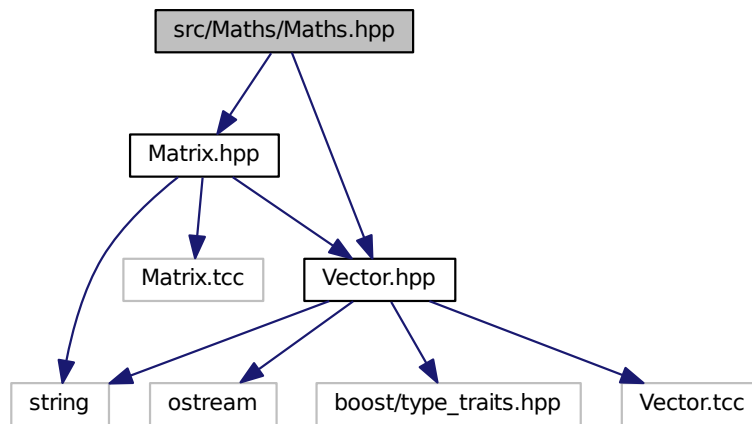 src/Maths/Maths.hpp
Matrix.hpp
Matrix.tcc
Vector.hpp
string
ostream
boost/type_traits.hpp
Vector.tcc